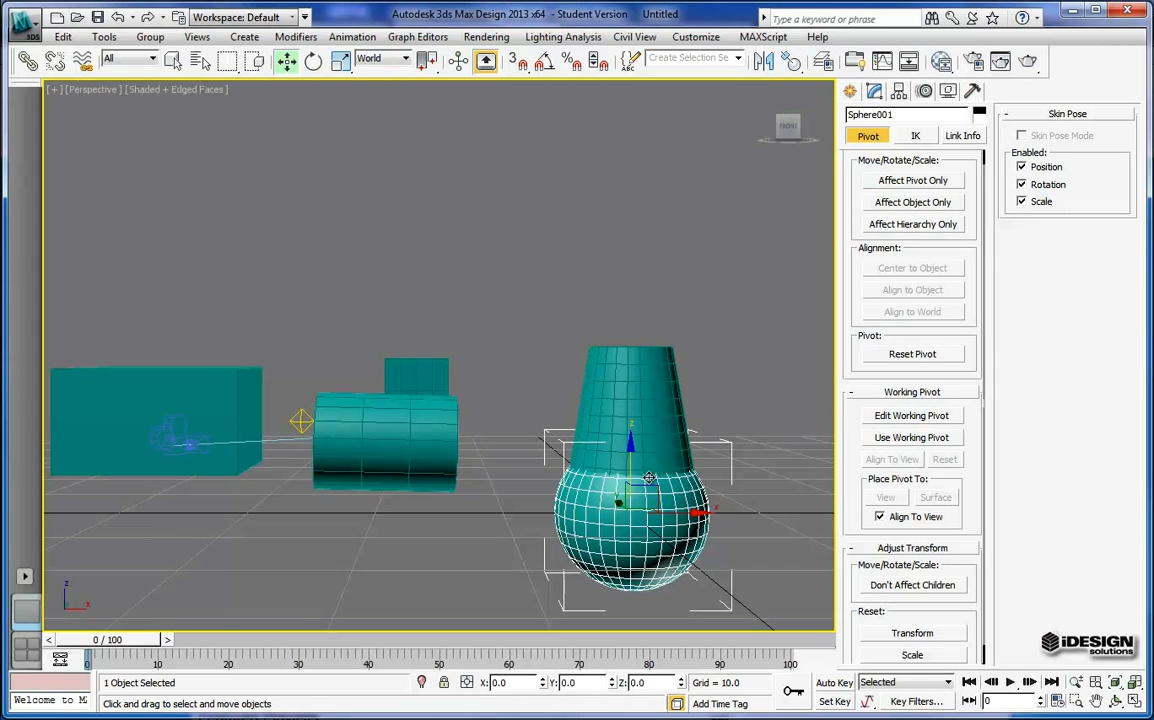 Workspace: Default
Autodesk 3ds Max Design 2013 x64 - Student Version Untitled
Type a keyword or phrase
3DS
Edit Tools Group Views Create Modifiers Animation Graph Editors Rendering Lighting Analysis Civil View Customize MAXScript Help
All World 3 Create Selection Se
[+] [Perspective] [Shaded + Edged Faces]
FRONT
Sphere001
Pivot IK Link Info
Move/Rotate/Scale:
Affect Pivot Only
Affect Object Only
Affect Hierarchy Only
Alignment:
Center to Object
Align to Object
Align to World
Pivot:
Reset Pivot
- Working Pivot
Edit Working Pivot
Use Working Pivot
Align To View Reset
Place Pivot To:
View Surface
Align To View
- Adjust Transform
Move/Rotate/Scale:
Don't Affect Children
Reset:
Transform
Scale
- Skin Pose
Skin Pose Mode
Enabled:
Position
Rotation
Scale
z
y
x
z
x
iDESIGN
solutions
< 0 / 100 >
0 10 20 30 40 50 60 70 80 90 100
1 Object Selected X: 0.0 Y: 0.0 Z: 0.0 Grid = 10.0 Auto Key Selected
Welcome to M Click and drag to select and move objects Add Time Tag Set Key Key Filters... 0